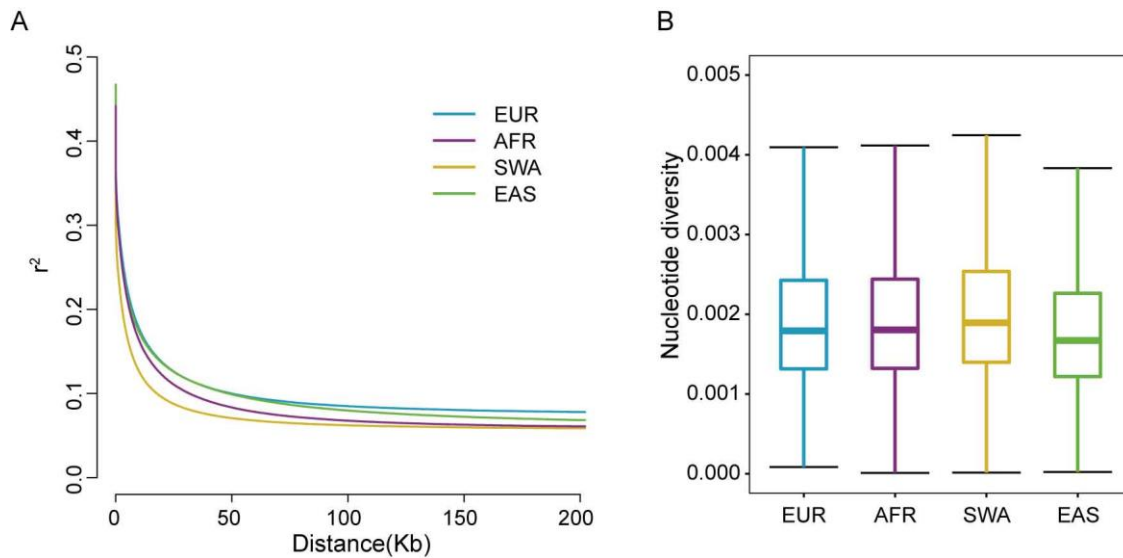 A
0.5
0.4
0.3
0.2
0.1
0.0
r²
0
50
100
150
200
Distance(Kb)
EUR
AFR
SWA
EAS
B
0.005
0.004
0.003
0.002
0.001
0.000
Nucleotide diversity
EUR
AFR
SWA
EAS